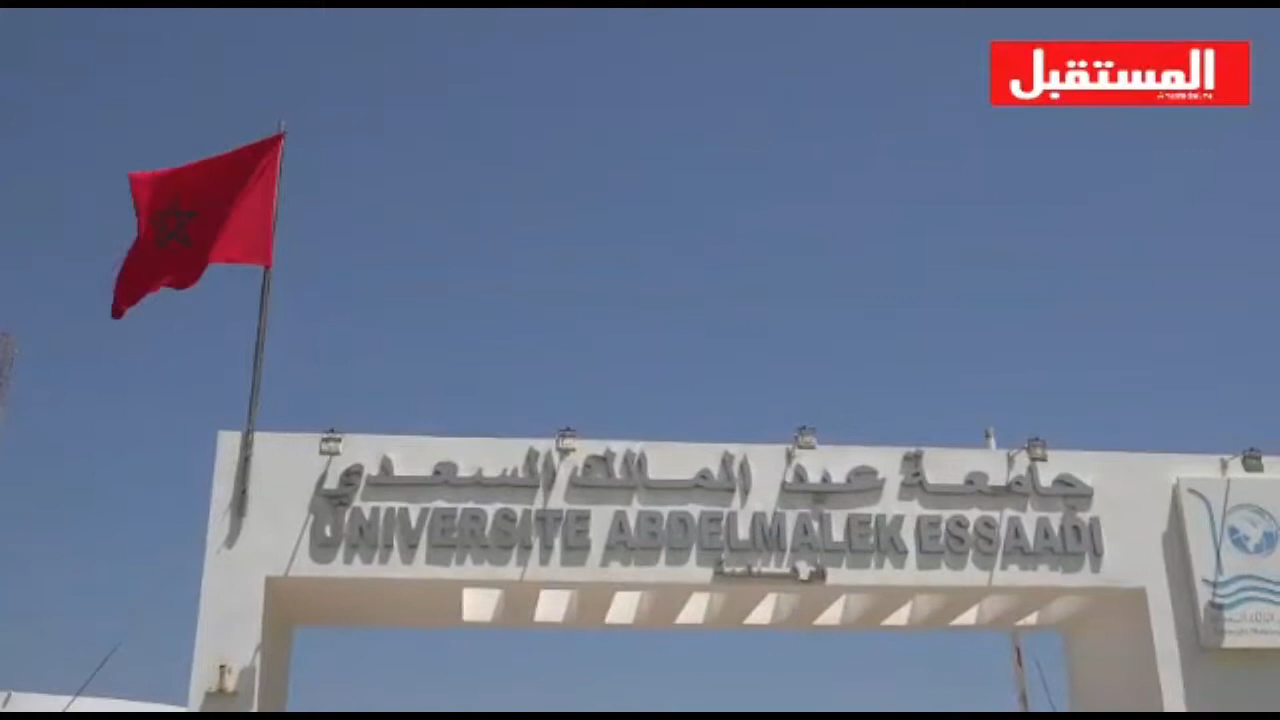 المستقبل
جامعة عبد المالك السعدي
UNIVERSITE ABDELMALEK ESSAADI